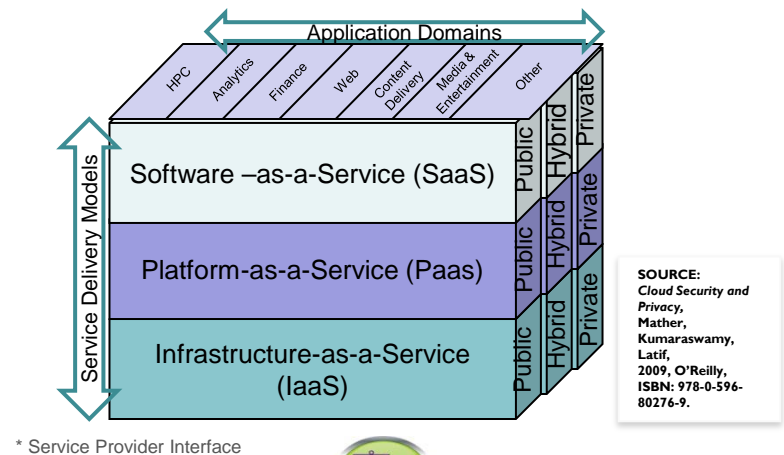 Application Domains
HPC
Analytics
Finance
Web
Content
Delivery
Media &
Entertainment
Other
Service Delivery Models
Software –as-a-Service (SaaS)
Public
Hybrid
Private
Platform-as-a-Service (Paas)
Public
Hybrid
Private
Infrastructure-as-a-Service
(IaaS)
Public
Hybrid
Private
SOURCE:
Cloud Security and
Privacy,
Mather,
Kumaraswamy,
Latif,
2009, O’Reilly,
ISBN: 978-0-596-
80276-9.
* Service Provider Interface